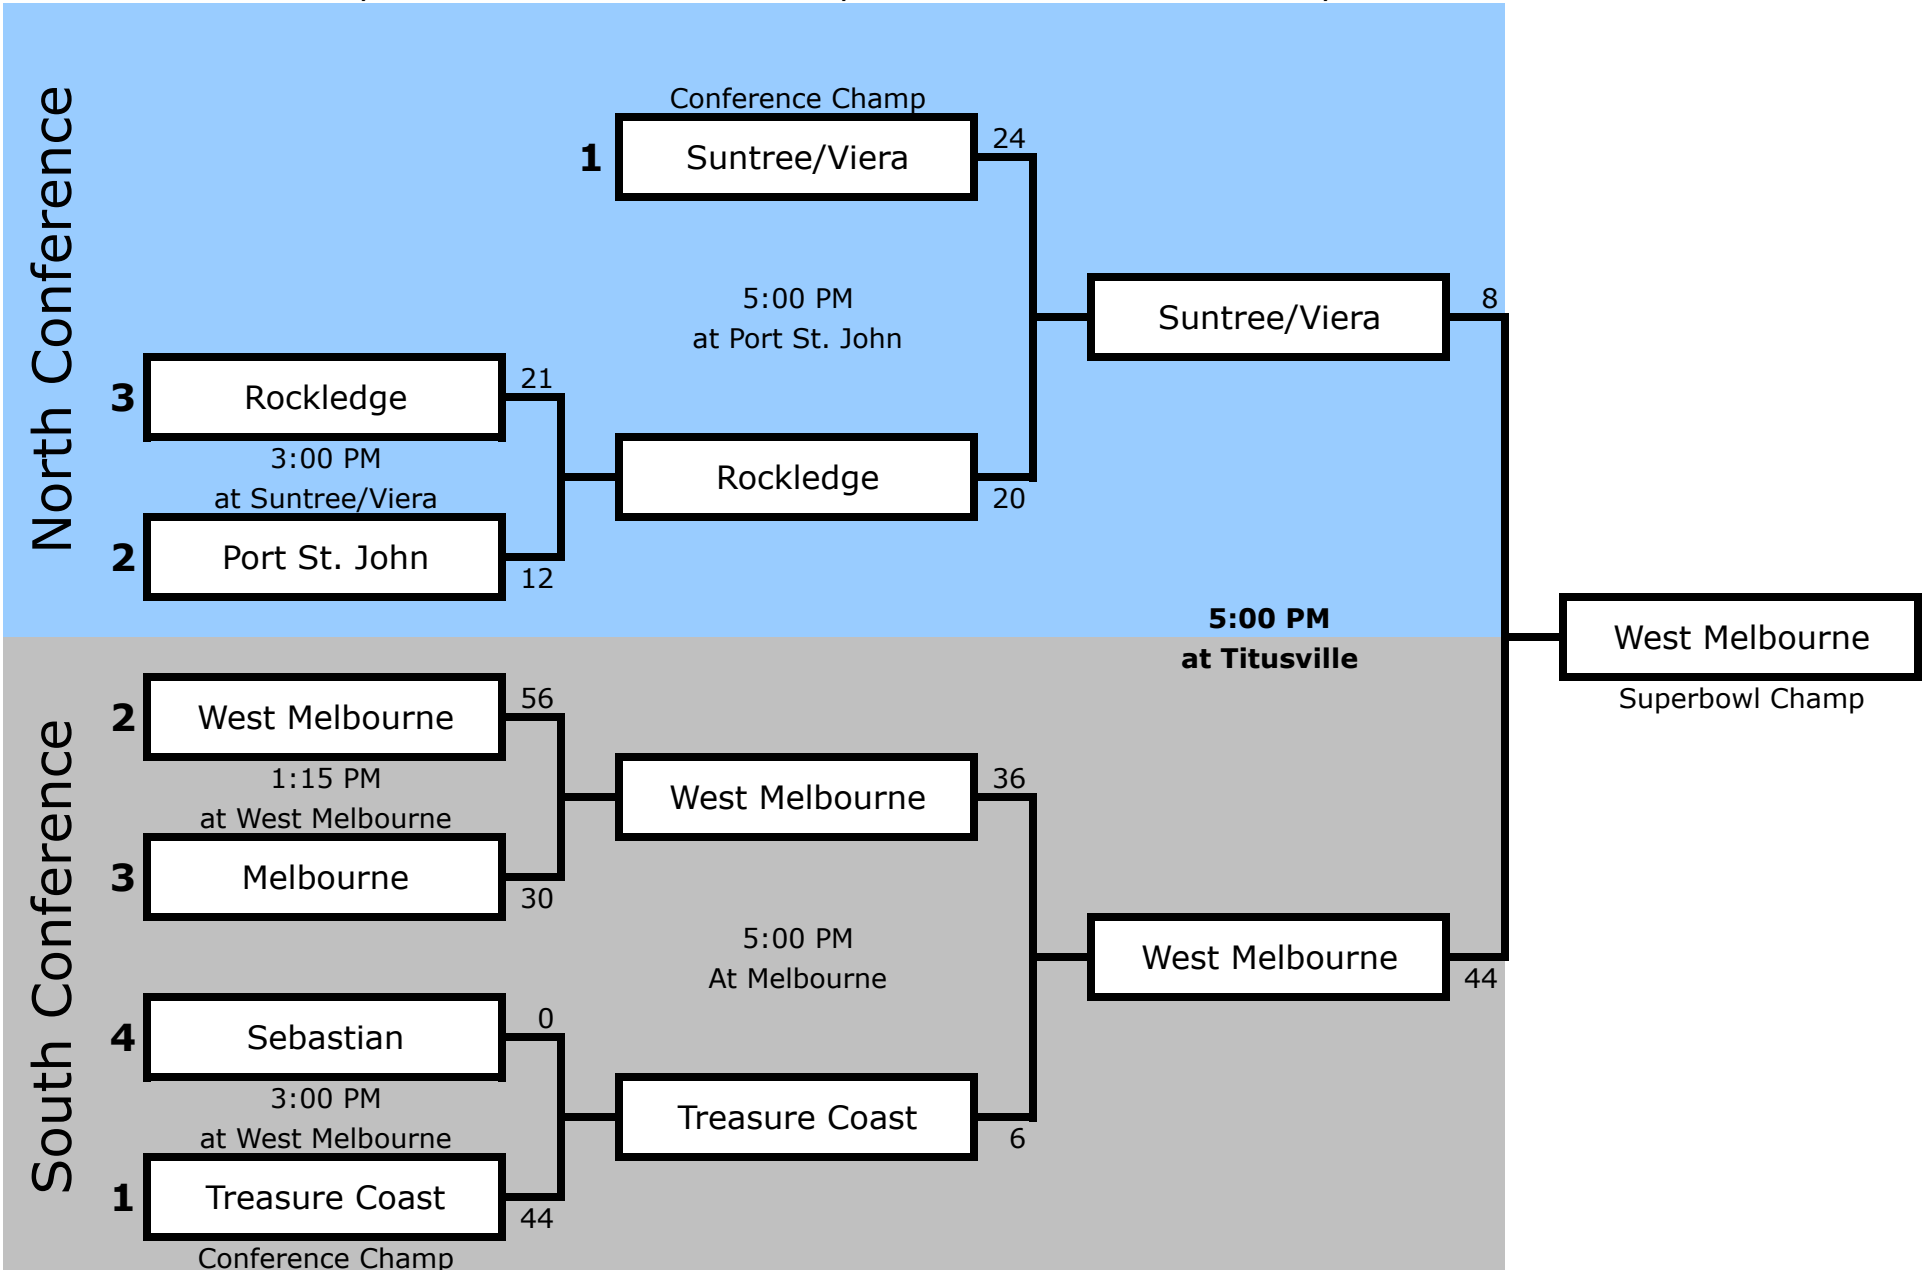 North Conference
Conference Champ
1
Suntree/Viera
24
5:00 PM
at Port St. John
Suntree/Viera
8
3
Rockledge
21
3:00 PM
at Suntree/Viera
Rockledge
20
2
Port St. John
12
5:00 PM
at Titusville
West Melbourne
Superbowl Champ
South Conference
2
West Melbourne
56
1:15 PM
at West Melbourne
West Melbourne
36
3
Melbourne
30
5:00 PM
At Melbourne
West Melbourne
44
4
Sebastian
0
3:00 PM
at West Melbourne
Treasure Coast
6
1
Treasure Coast
44
Conference Champ